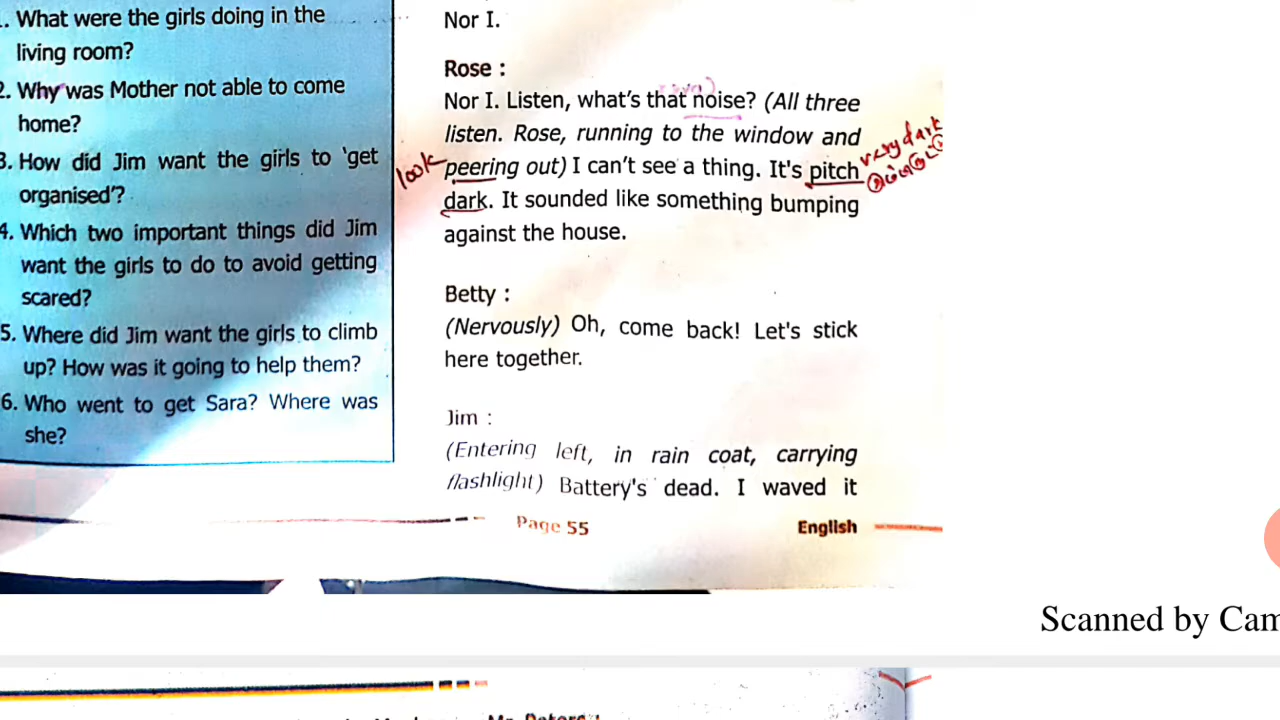 1. What were the girls doing in the
living room?
2. Why was Mother not able to come
home?
3. How did Jim want the girls to 'get
organised'?
4. Which two important things did Jim
want the girls to do to avoid getting
scared?
5. Where did Jim want the girls to climb
up? How was it going to help them?
6. Who went to get Sara? Where was
she?
Nor I.
Rose :
Nor I. Listen, what's that noise? (All three
listen. Rose, running to the window and
look
peering out) I can't see a thing. It's pitch
very dark
dark. It sounded like something bumping
against the house.
Betty :
(Nervously) Oh, come back! Let's stick
here together.
Jim :
(Entering left, in rain coat, carrying
flashlight) Battery's dead. I waved it
Page 55
English
Scanned by Cam